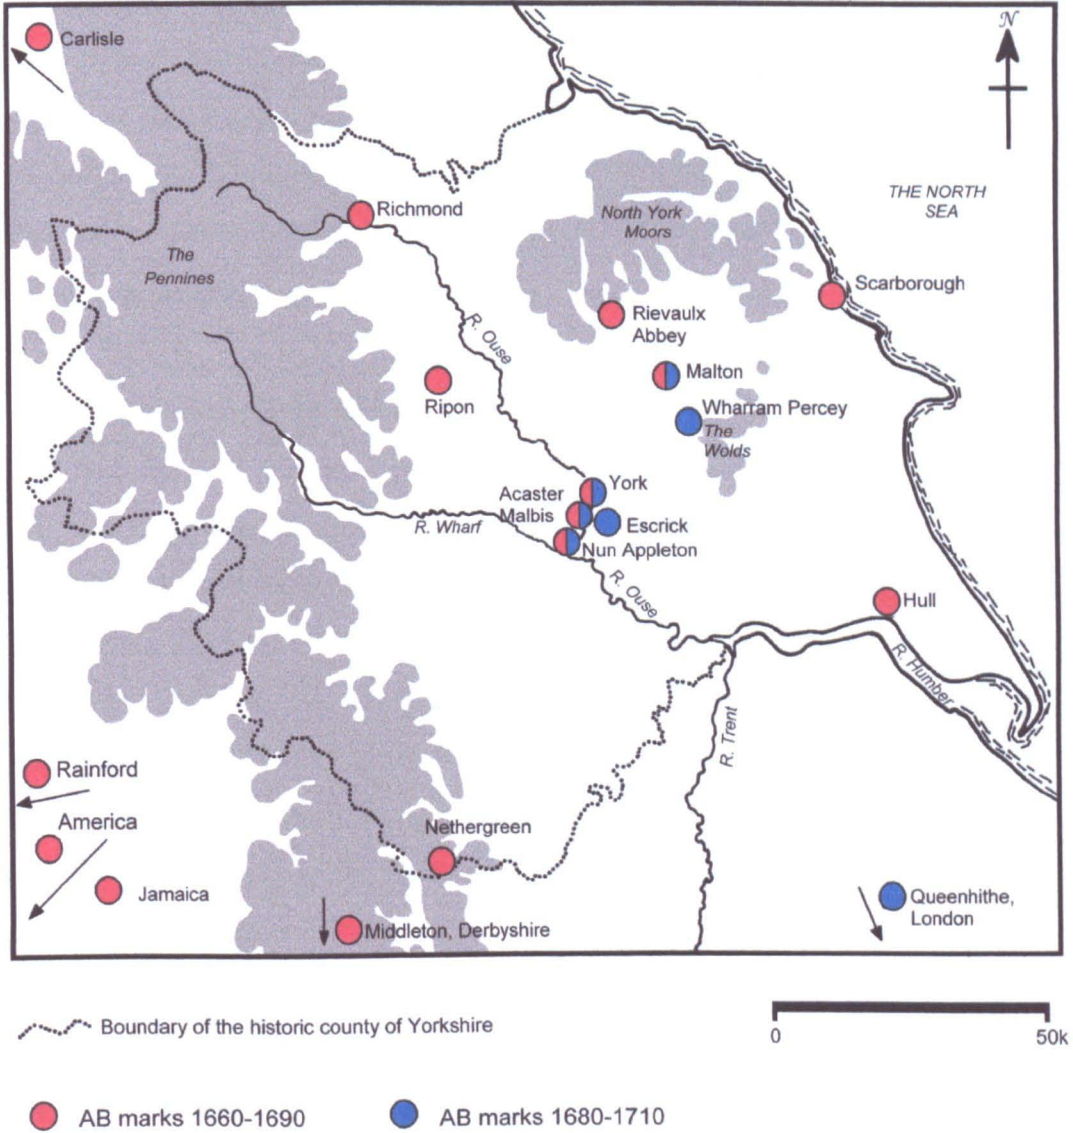 N
Carlisle
THE NORTH
SEA
Richmond
North York
Moors
The
Pennines
Scarborough
Rievaulx
Abbey
R. Ouse
Malton
Ripon
Wharram Percey
The
Wolds
York
Acaster
Malbis
Escrick
R. Wharf
Nun Appleton
R. Ouse
Hull
R. Humber
R. Trent
Rainford
America
Jamaica
Nethergreen
Middleton, Derbyshire
Queenhithe,
London
Boundary of the historic county of Yorkshire
0 50k
AB marks 1660-1690
AB marks 1680-1710